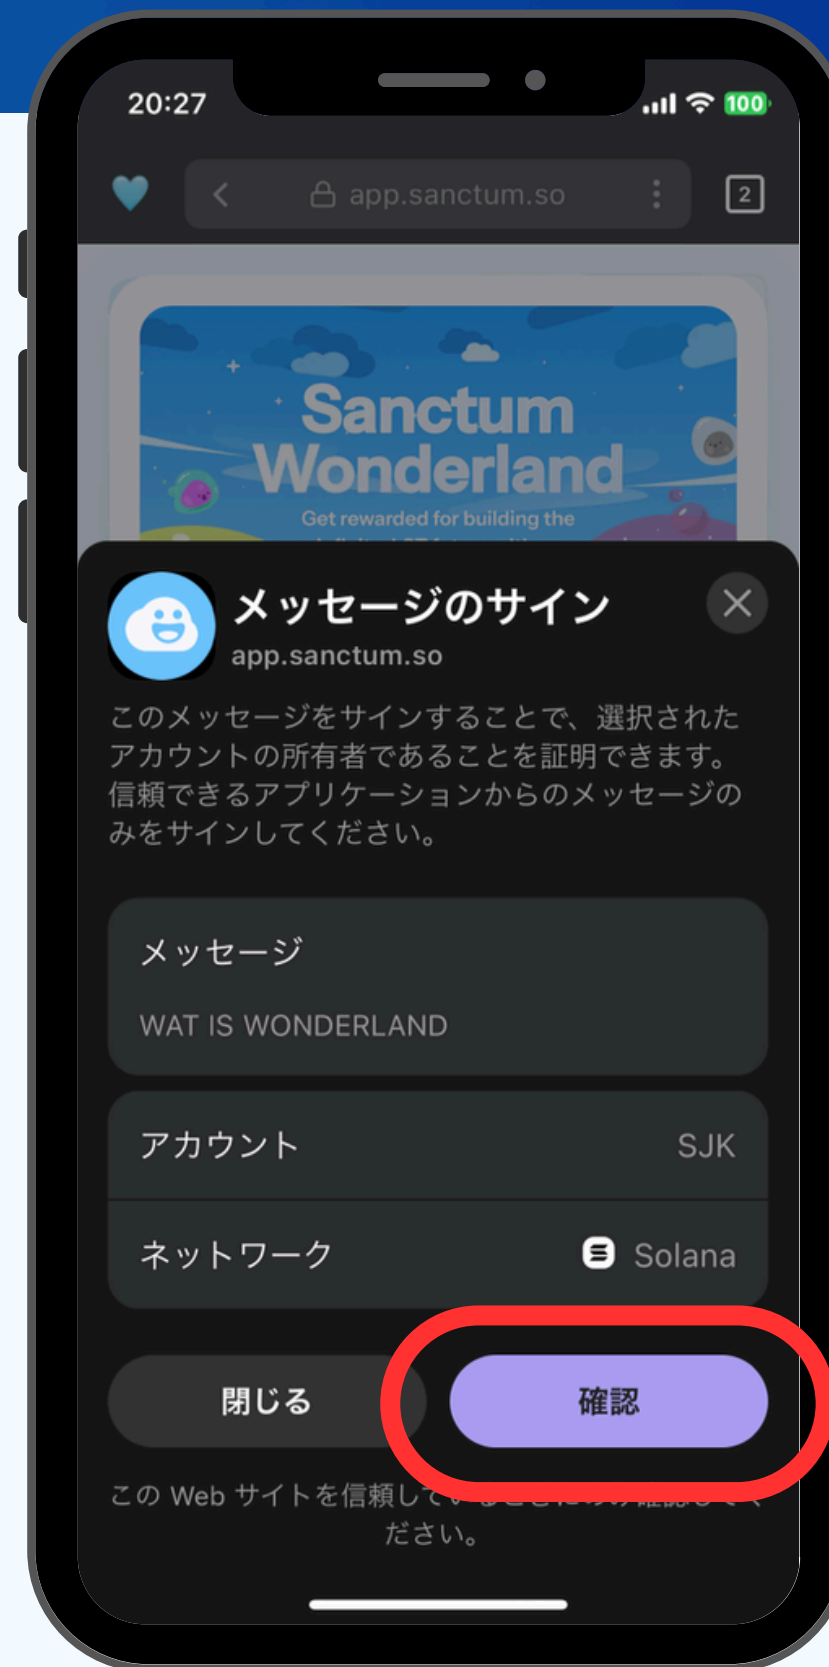 20:27
100
app.sanctum.so
2
Sanctum
Wonderland
Get rewarded for building the
メッセージのサイン
app.sanctum.so
このメッセージをサインすることで、選択された
アカウントの所有者であることを証明できます。
信頼できるアプリケーションからのメッセージの
みをサインしてください。
メッセージ
WAT IS WONDERLAND
アカウント
SJK
ネットワーク
Solana
閉じる
確認
この Web サイトを信頼している
ださい。